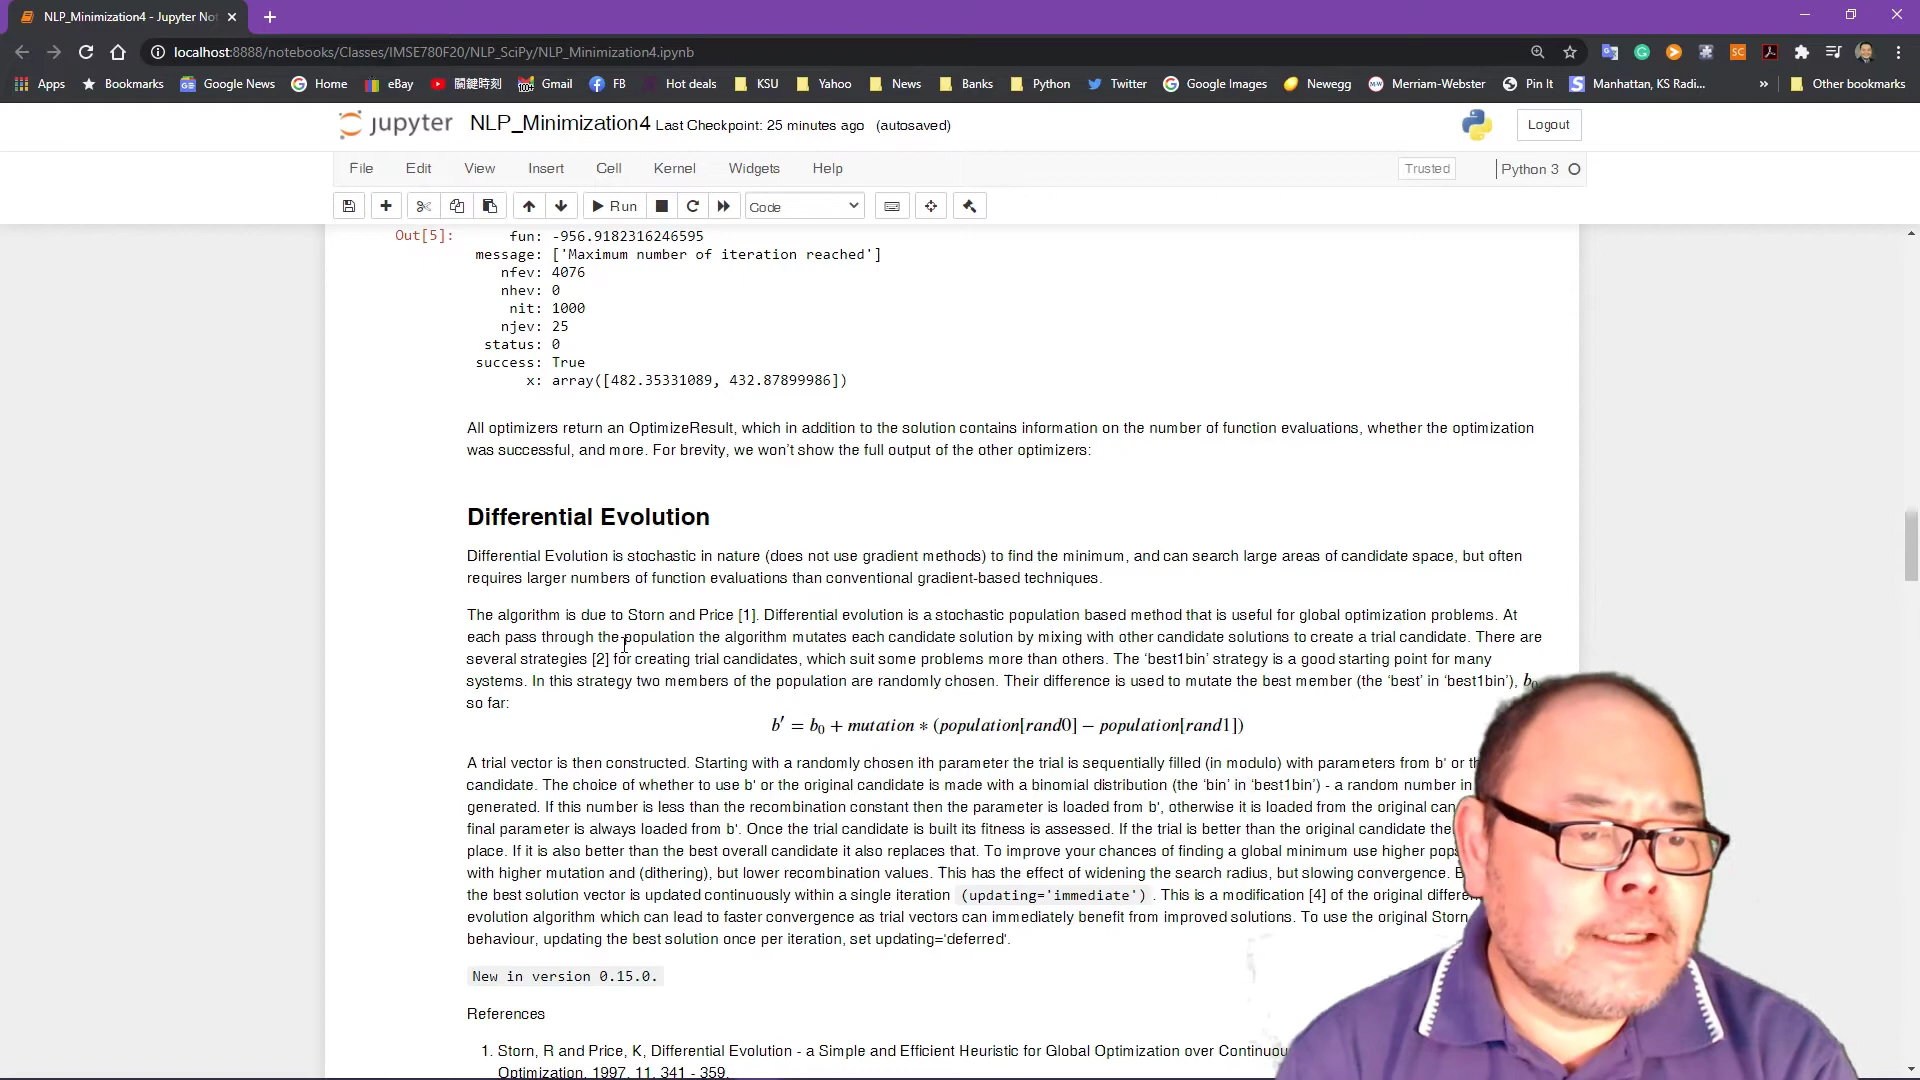 NLP_Minimization4 - Jupyter Not
localhost:8888/notebooks/Classes/IMSE780F20/NLP_SciPy/NLP_Minimization4.ipynb
Apps Bookmarks Google News Home eBay 關鍵時刻 Gmail FB Hot deals KSU Yahoo News Banks Python Twitter Google Images Newegg Merriam-Webster Pin It Manhattan, KS Radi... » Other bookmarks
jupyter NLP_Minimization4 Last Checkpoint: 25 minutes ago (autosaved) Logout
File Edit View Insert Cell Kernel Widgets Help Trusted Python 3
Run Code
Out[5]: fun: -956.9182316246595
message: ['Maximum number of iteration reached']
nfev: 4076
nhev: 0
nit: 1000
njev: 25
status: 0
success: True
x: array([482.35331089, 432.87899986])
All optimizers return an OptimizeResult, which in addition to the solution contains information on the number of function evaluations, whether the optimization
was successful, and more. For brevity, we won't show the full output of the other optimizers:
Differential Evolution
Differential Evolution is stochastic in nature (does not use gradient methods) to find the minimum, and can search large areas of candidate space, but often
requires larger numbers of function evaluations than conventional gradient-based techniques.
The algorithm is due to Storn and Price [1]. Differential evolution is a stochastic population based method that is useful for global optimization problems. At
each pass through the population the algorithm mutates each candidate solution by mixing with other candidate solutions to create a trial candidate. There are
several strategies [2] for creating trial candidates, which suit some problems more than others. The ‘best1bin’ strategy is a good starting point for many
systems. In this strategy two members of the population are randomly chosen. Their difference is used to mutate the best member (the ‘best’ in ‘best1bin’), b0
so far:
b′ = b0 + mutation ∗ (population[rand0] − population[rand1])
A trial vector is then constructed. Starting with a randomly chosen ith parameter the trial is sequentially filled (in modulo) with parameters from b' or th
candidate. The choice of whether to use b' or the original candidate is made with a binomial distribution (the ‘bin’ in ‘best1bin’) - a random number in
generated. If this number is less than the recombination constant then the parameter is loaded from b', otherwise it is loaded from the original can
final parameter is always loaded from b'. Once the trial candidate is built its fitness is assessed. If the trial is better than the original candidate the
place. If it is also better than the best overall candidate it also replaces that. To improve your chances of finding a global minimum use higher pop
with higher mutation and (dithering), but lower recombination values. This has the effect of widening the search radius, but slowing convergence. B
the best solution vector is updated continuously within a single iteration (updating='immediate') . This is a modification [4] of the original differe
evolution algorithm which can lead to faster convergence as trial vectors can immediately benefit from improved solutions. To use the original Storn
behaviour, updating the best solution once per iteration, set updating='deferred'.
New in version 0.15.0.
References
1. Storn, R and Price, K, Differential Evolution - a Simple and Efficient Heuristic for Global Optimization over Continuou
Optimization, 1997, 11, 341 - 359.